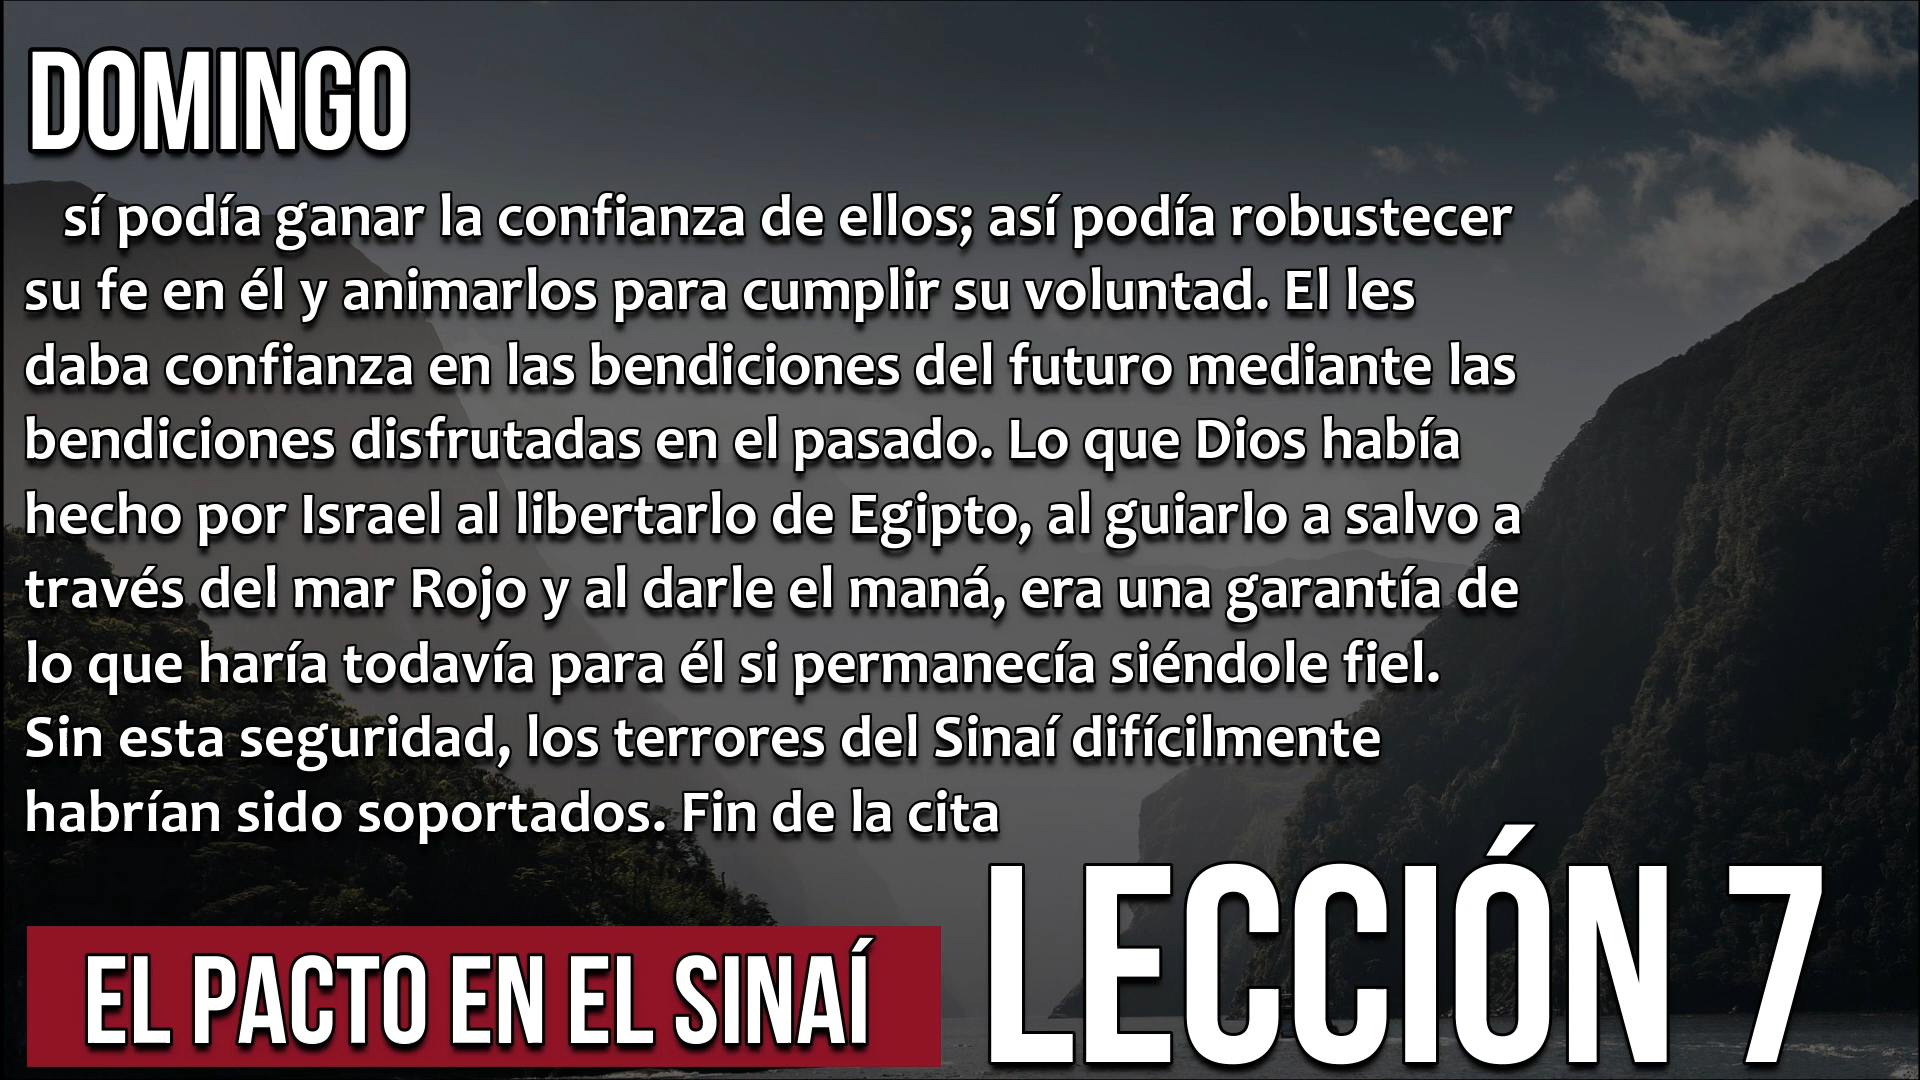 DOMINGO
sí podía ganar la confianza de ellos; así podía robustecer
su fe en él y animarlos para cumplir su voluntad. El les
daba confianza en las bendiciones del futuro mediante las
bendiciones disfrutadas en el pasado. Lo que Dios había
hecho por Israel al libertarlo de Egipto, al guiarlo a salvo a
través del mar Rojo y al darle el maná, era una garantía de
lo que haría todavía para él si permanecía siéndole fiel.
Sin esta seguridad, los terrores del Sinaí difícilmente
habrían sido soportados. Fin de la cita
EL PACTO EN EL SINAÍ
LECCIÓN 7